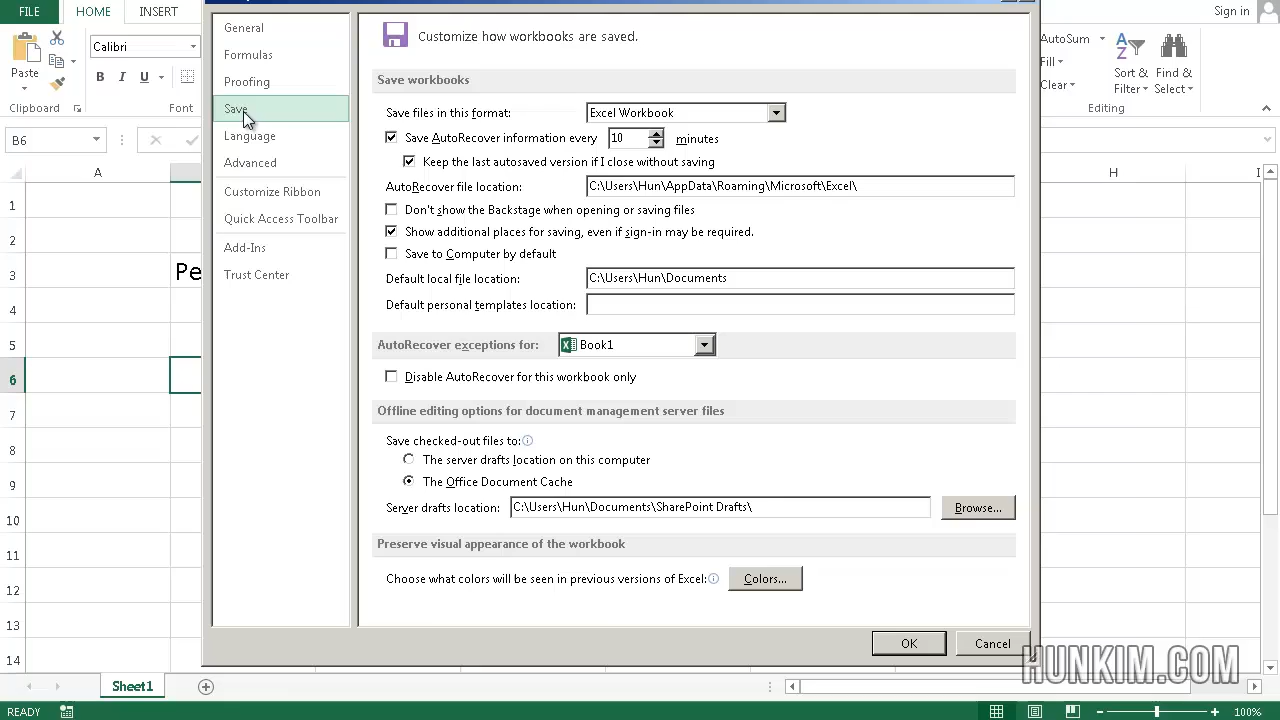 FILE
HOME
INSERT
Sign in
Paste
Clipboard
Calibri
B I U
Font
AutoSum
Fill
Clear
Sort & Filter
Find & Select
Editing
B6
A
H
I
1
2
3
4
5
6
7
8
9
10
11
12
13
14
Pe
General
Formulas
Proofing
Save
Language
Advanced
Customize Ribbon
Quick Access Toolbar
Add-Ins
Trust Center
Customize how workbooks are saved.
Save workbooks
Save files in this format: Excel Workbook
Save AutoRecover information every 10 minutes
Keep the last autosaved version if I close without saving
AutoRecover file location: C:\Users\Hun\AppData\Roaming\Microsoft\Excel\
Don't show the Backstage when opening or saving files
Show additional places for saving, even if sign-in may be required.
Save to Computer by default
Default local file location: C:\Users\Hun\Documents
Default personal templates location:
AutoRecover exceptions for: Book1
Disable AutoRecover for this workbook only
Offline editing options for document management server files
Save checked-out files to:
The server drafts location on this computer
The Office Document Cache
Server drafts location: C:\Users\Hun\Documents\SharePoint Drafts\ Browse...
Preserve visual appearance of the workbook
Choose what colors will be seen in previous versions of Excel: Colors...
OK Cancel
HUNKIM.COM
Sheet1
READY
100%